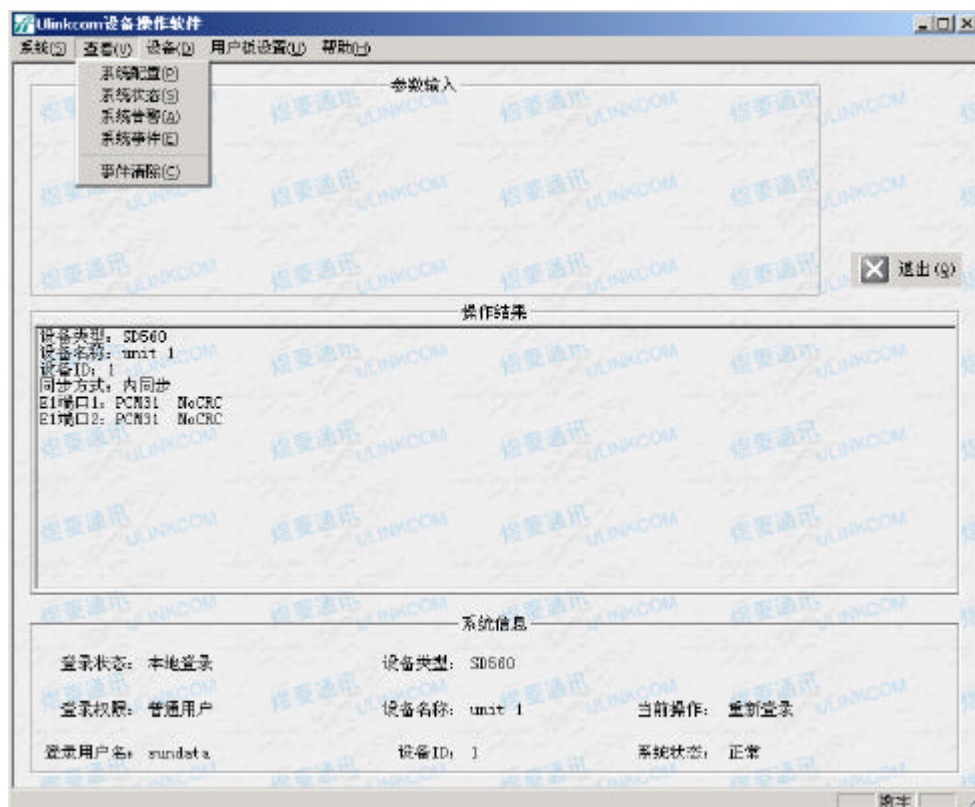 Ulinkcom设备操作软件
系统(S) 查看(V) 设备(D) 用户板设置(U) 帮助(H)
系统配置(P)
系统状态(S)
系统告警(A)
系统事件(E)
事件清除(C)
参数输入
退出(Q)
操作结果
设备类型: SD560
设备名称: unit 1
设备ID: 1
同步方式: 内同步
E1端口1: PCM31 NoCRC
E1端口2: PCM31 NoCRC
系统信息
登录状态: 本地登录 设备类型: SD560
登录权限: 普通用户 设备名称: unit 1 当前操作: 重新登录
登录用户名: sundata 设备ID: 1 系统状态: 正常
数字